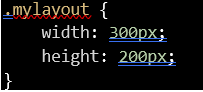 .mylayout {
    width: 300px;
    height: 200px;
}